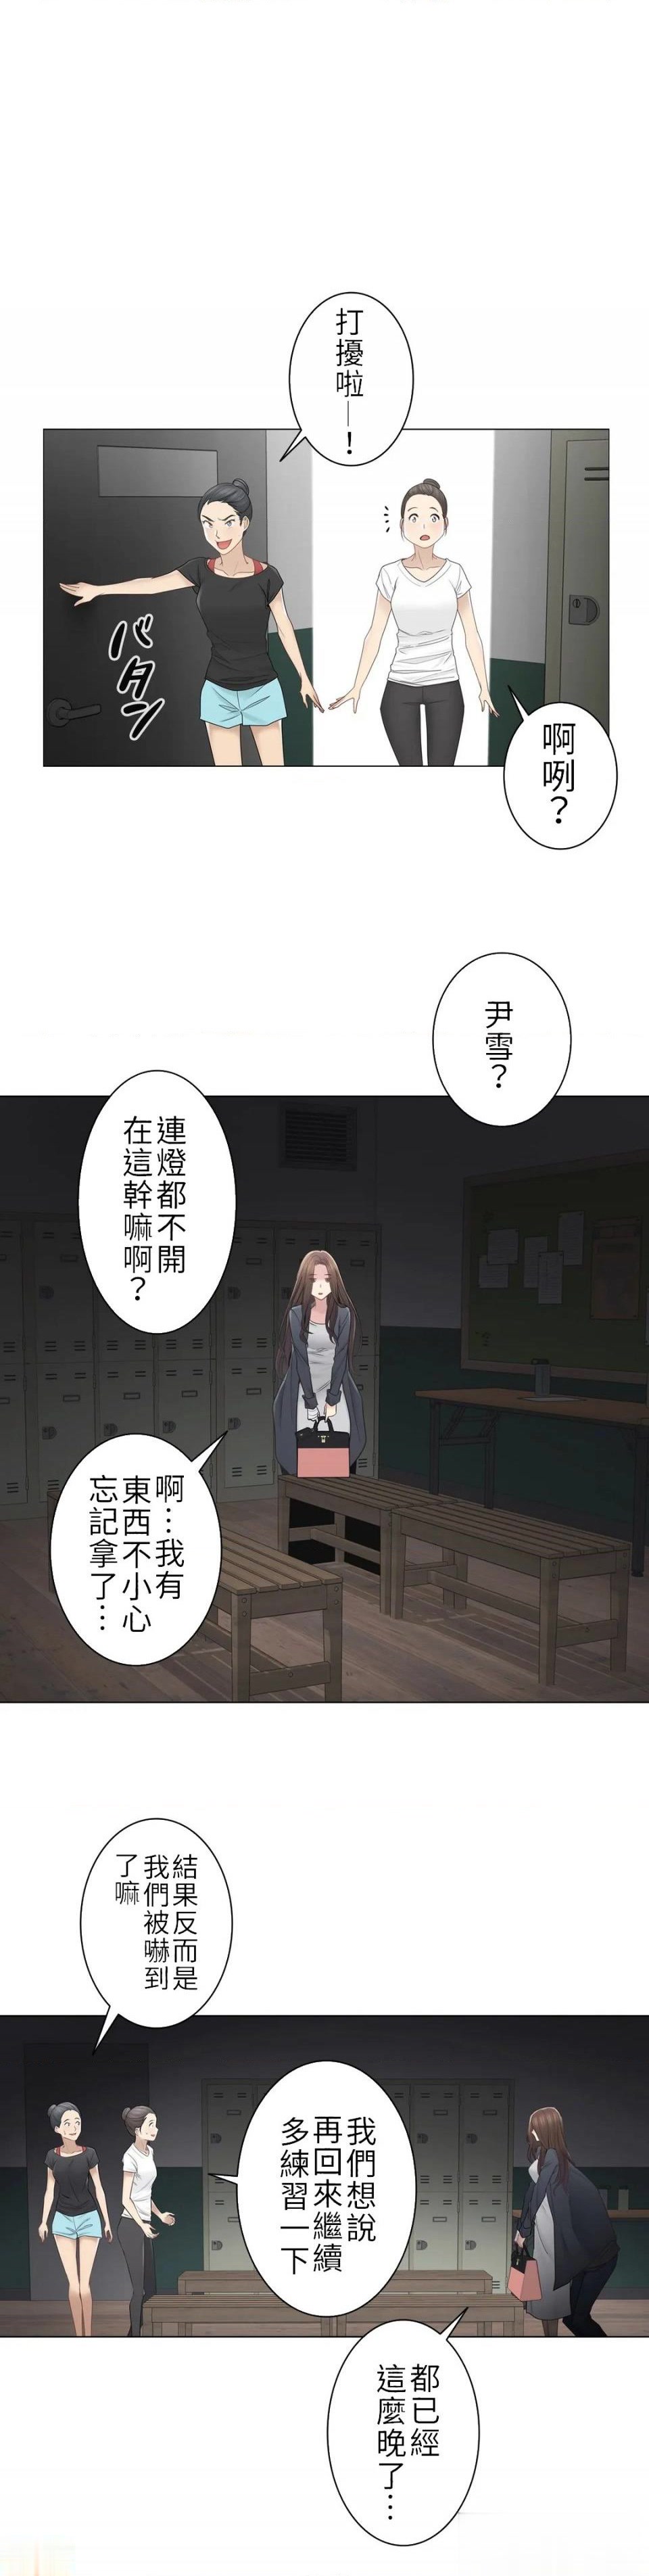 打擾啦—！
バタン
啊咧？
尹雪？
連燈都不開
在這幹嘛啊？
啊…我有
東西不小心
忘記拿了…
結果反而是
我們被嚇到
了嘛
我們想說
再回來繼續
多練習一下
都已經
這麼晚了…